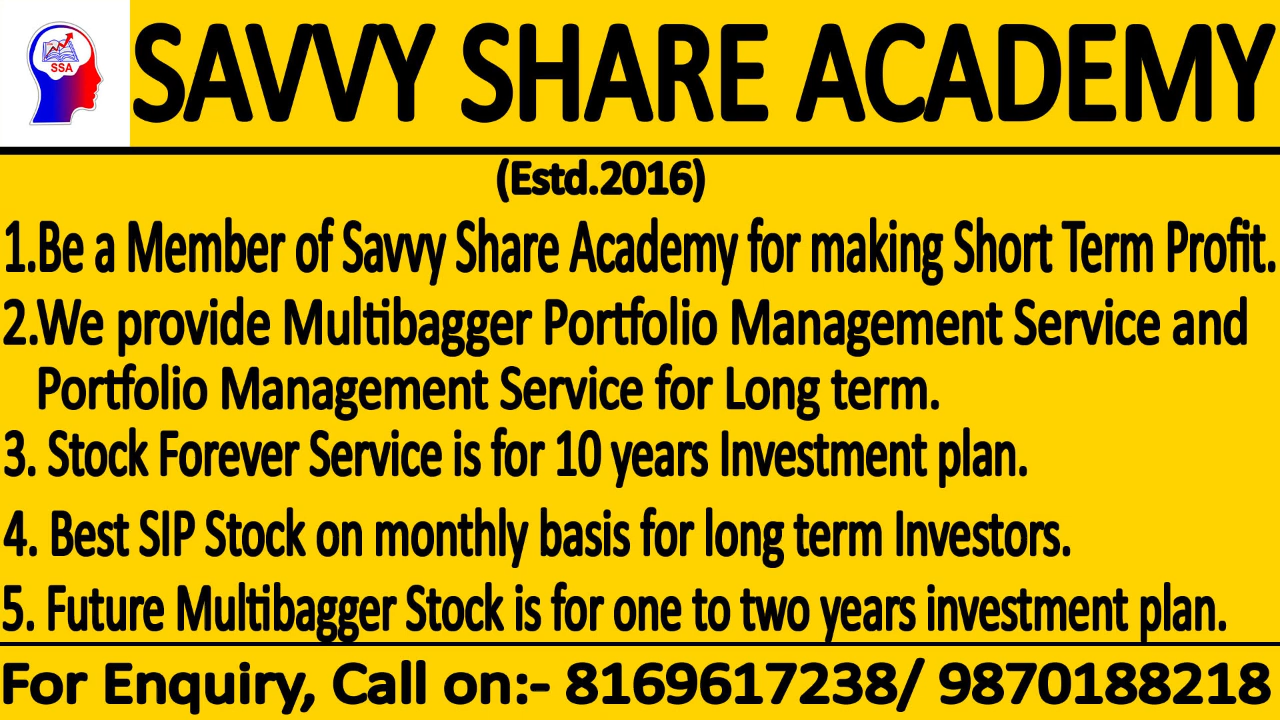 SSA
SAVVY SHARE ACADEMY
(Estd.2016)
1.Be a Member of Savvy Share Academy for making Short Term Profit.
2.We provide Multibagger Portfolio Management Service and
Portfolio Management Service for Long term.
3. Stock Forever Service is for 10 years Investment plan.
4. Best SIP Stock on monthly basis for long term Investors.
5. Future Multibagger Stock is for one to two years investment plan.
For Enquiry, Call on:- 8169617238/ 9870188218